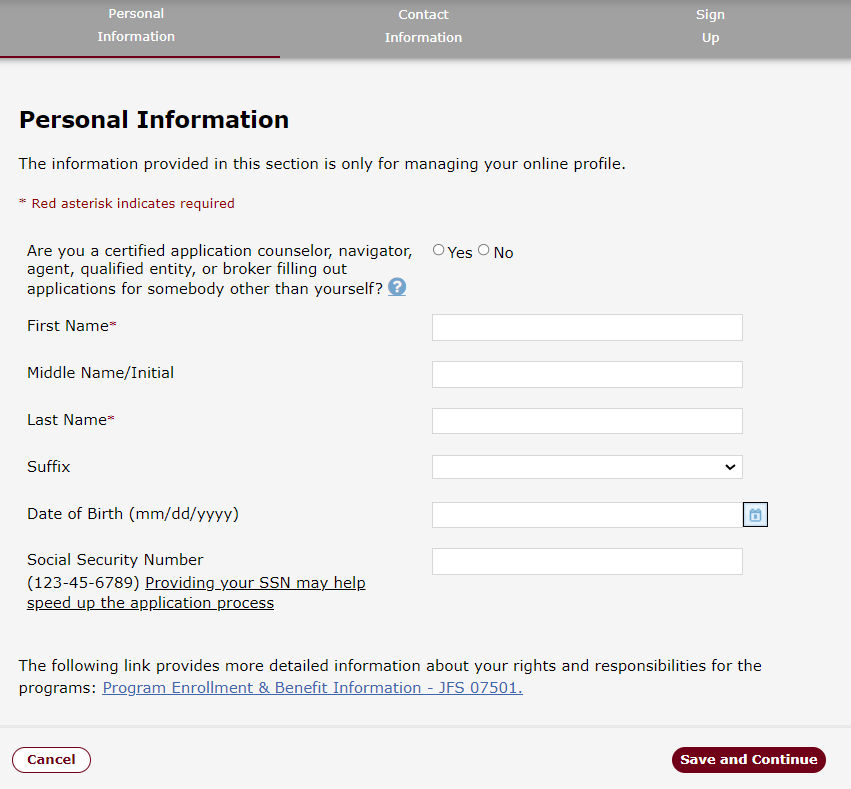 Personal
Information
Contact
Information
Sign
Up
Personal Information
The information provided in this section is only for managing your online profile.
* Red asterisk indicates required
Are you a certified application counselor, navigator,
agent, qualified entity, or broker filling out
applications for somebody other than yourself? ?
Yes No
First Name*
Middle Name/Initial
Last Name*
Suffix
Date of Birth (mm/dd/yyyy)
Social Security Number
(123-45-6789) Providing your SSN may help
speed up the application process
The following link provides more detailed information about your rights and responsibilities for the
programs: Program Enrollment & Benefit Information - JFS 07501.
Cancel
Save and Continue